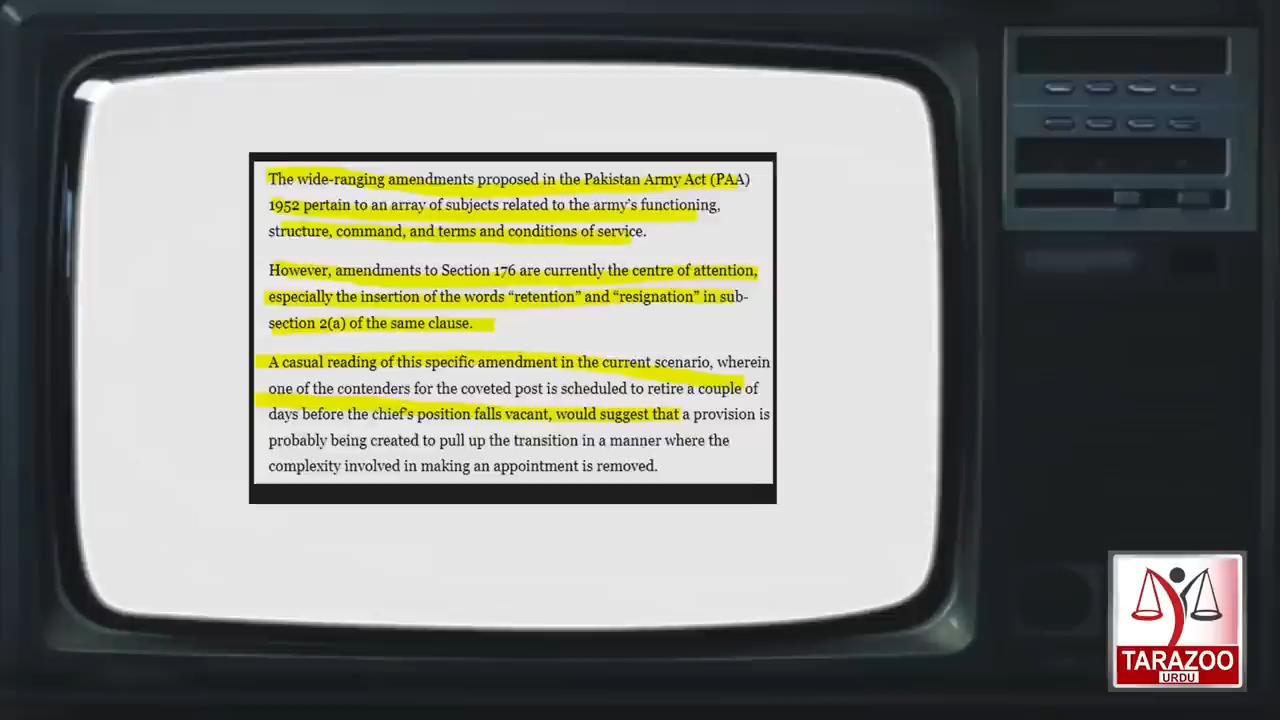 The wide-ranging amendments proposed in the Pakistan Army Act (PAA)
1952 pertain to an array of subjects related to the army's functioning,
structure, command, and terms and conditions of service.
However, amendments to Section 176 are currently the centre of attention,
especially the insertion of the words “retention” and “resignation” in sub-
section 2(a) of the same clause.
A casual reading of this specific amendment in the current scenario, wherein
one of the contenders for the coveted post is scheduled to retire a couple of
days before the chief's position falls vacant, would suggest that a provision is
probably being created to pull up the transition in a manner where the
complexity involved in making an appointment is removed.
TARAZOO
URDU